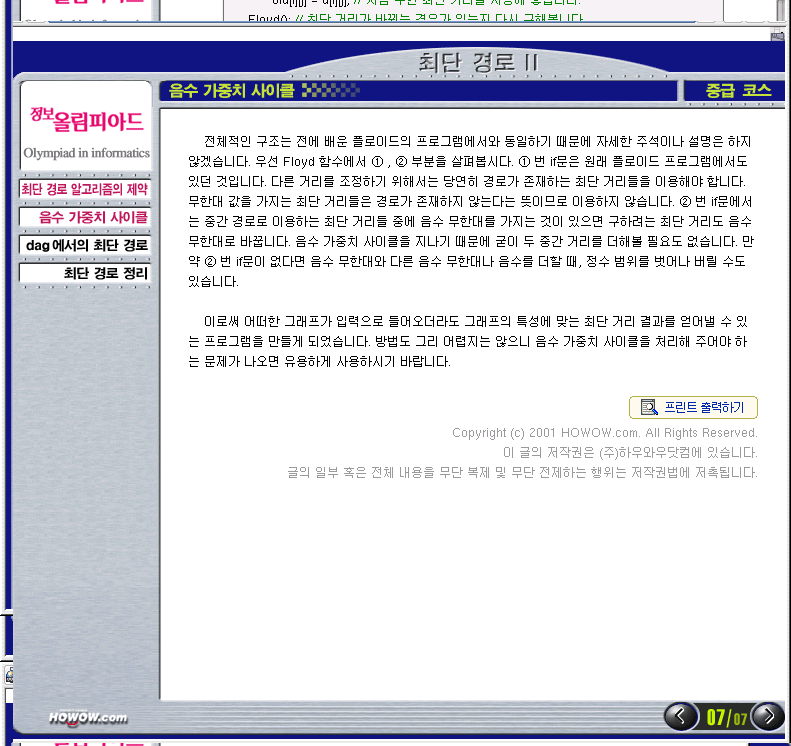 Floyd(); // 최단 거리가 바뀌는 경우가 있는지 다시 구해봅니다.
최단 경로 II
음수 가중치 사이클
중급 코스
정보올림피아드
Olympiad in informatics
최단 경로 알고리즘의 제약
음수 가중치 사이클
dag에서의 최단 경로
최단 경로 정리
전체적인 구조는 전에 배운 플로이드의 프로그램에서와 동일하기 때문에 자세한 주석이나 설명은 하지
않겠습니다. 우선 Floyd 함수에서 ① , ② 부분을 살펴봅시다. ① 번 if문은 원래 플로이드 프로그램에서도
있던 것입니다. 다른 거리를 조정하기 위해서는 당연히 경로가 존재하는 최단 거리들을 이용해야 합니다.
무한대 값을 가지는 최단 거리들은 경로가 존재하지 않는다는 뜻이므로 이용하지 않습니다. ② 번 if문에서
는 중간 경로로 이용하는 최단 거리들 중에 음수 무한대를 가지는 것이 있으면 구하려는 최단 거리도 음수
무한대로 바꿉니다. 음수 가중치 사이클을 지나기 때문에 굳이 두 중간 거리를 더해볼 필요도 없습니다. 만
약 ② 번 if문이 없다면 음수 무한대와 다른 음수 무한대나 음수를 더할 때, 정수 범위를 벗어나 버릴 수도
있습니다.
이로써 어떠한 그래프가 입력으로 들어오더라도 그래프의 특성에 맞는 최단 거리 결과를 얻어낼 수 있
는 프로그램을 만들게 되었습니다. 방법도 그리 어렵지는 않으니 음수 가중치 사이클을 처리해 주어야 하
는 문제가 나오면 유용하게 사용하시기 바랍니다.
프린트 출력하기
Copyright (c) 2001 HOWOW.com. All Rights Reserved.
이 글의 저작권은 (주)하우와우닷컴에 있습니다.
글의 일부 혹은 전체 내용을 무단 복제 및 무단 전제하는 행위는 저작권법에 저촉됩니다.
HOWOW.com
07/07